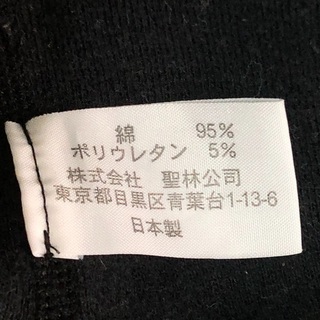 綿 95%
ポリウレタン 5%
株式会社 聖林公司
東京都目黒区青葉台1-13-6
日本製